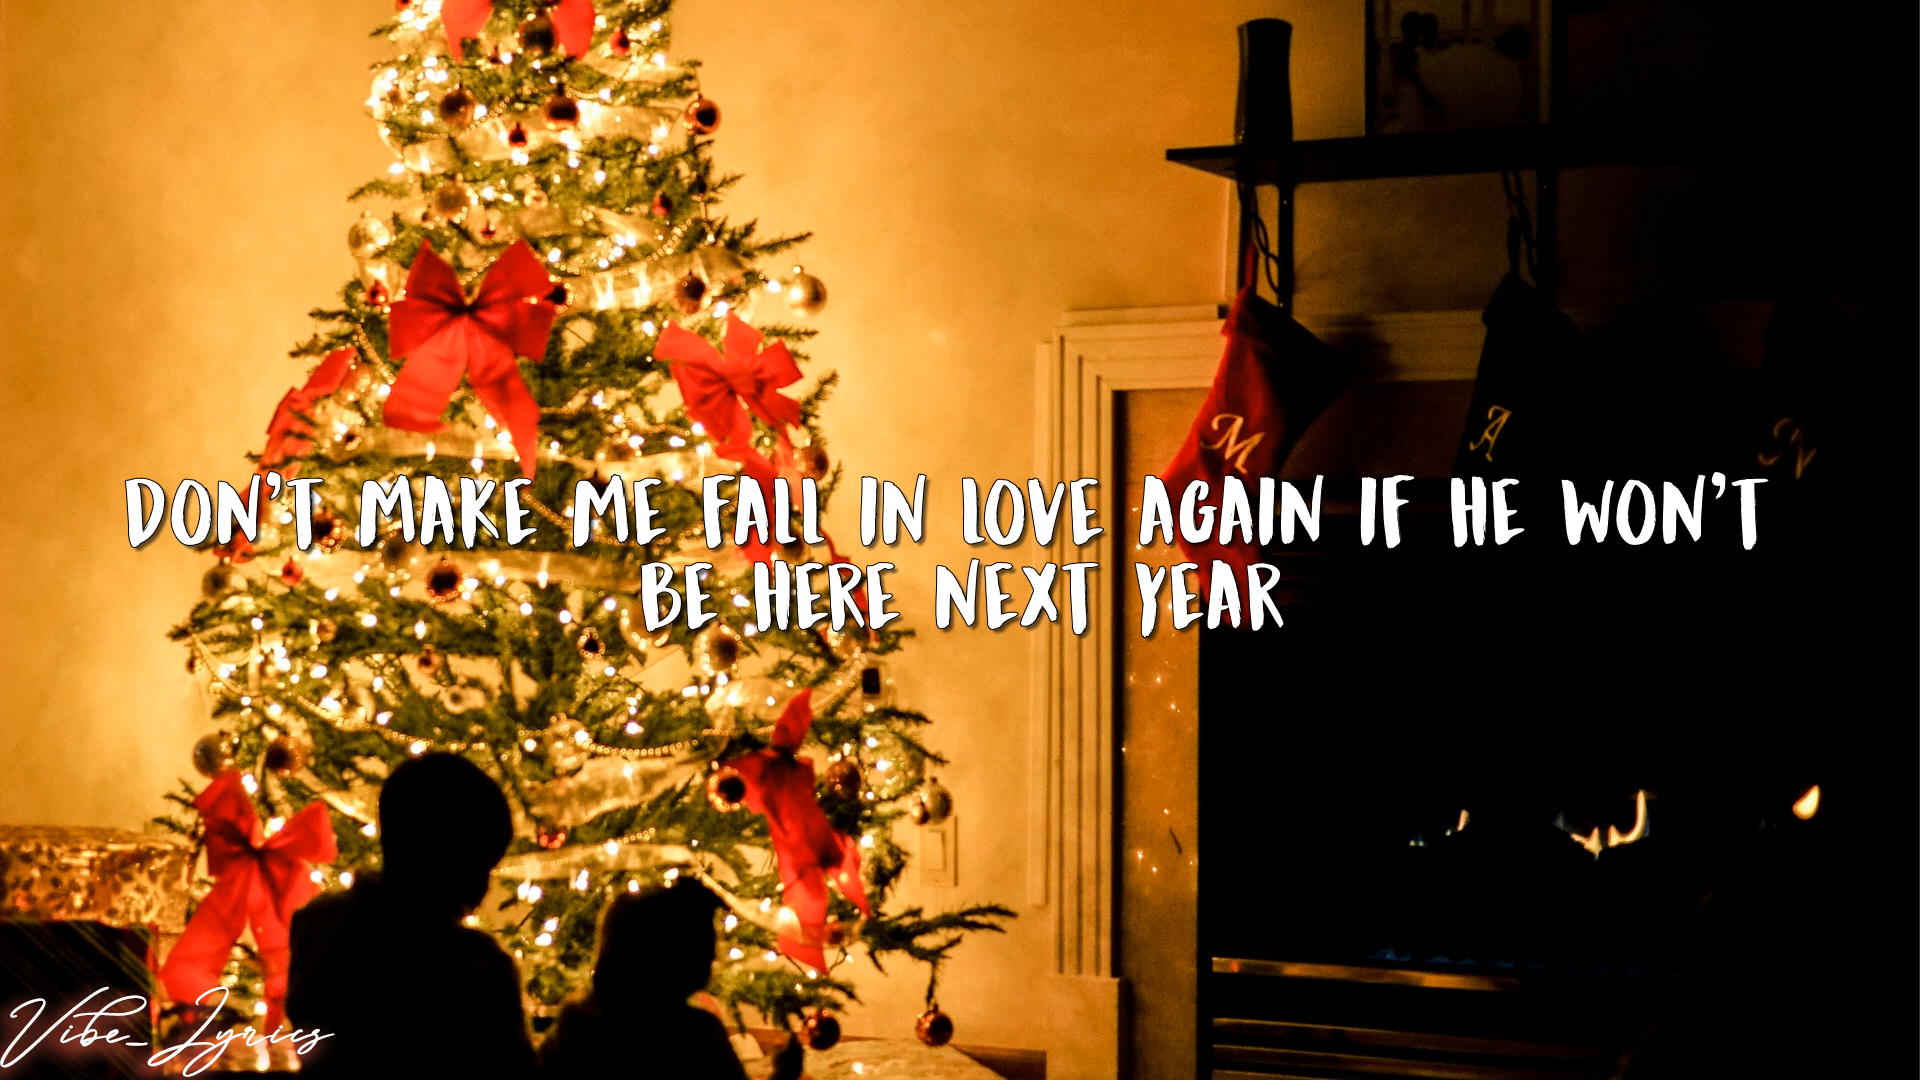 DON'T MAKE ME FALL IN LOVE AGAIN IF HE WON'T
BE HERE NEXT YEAR
M
A
N
Vibe_Lyrics